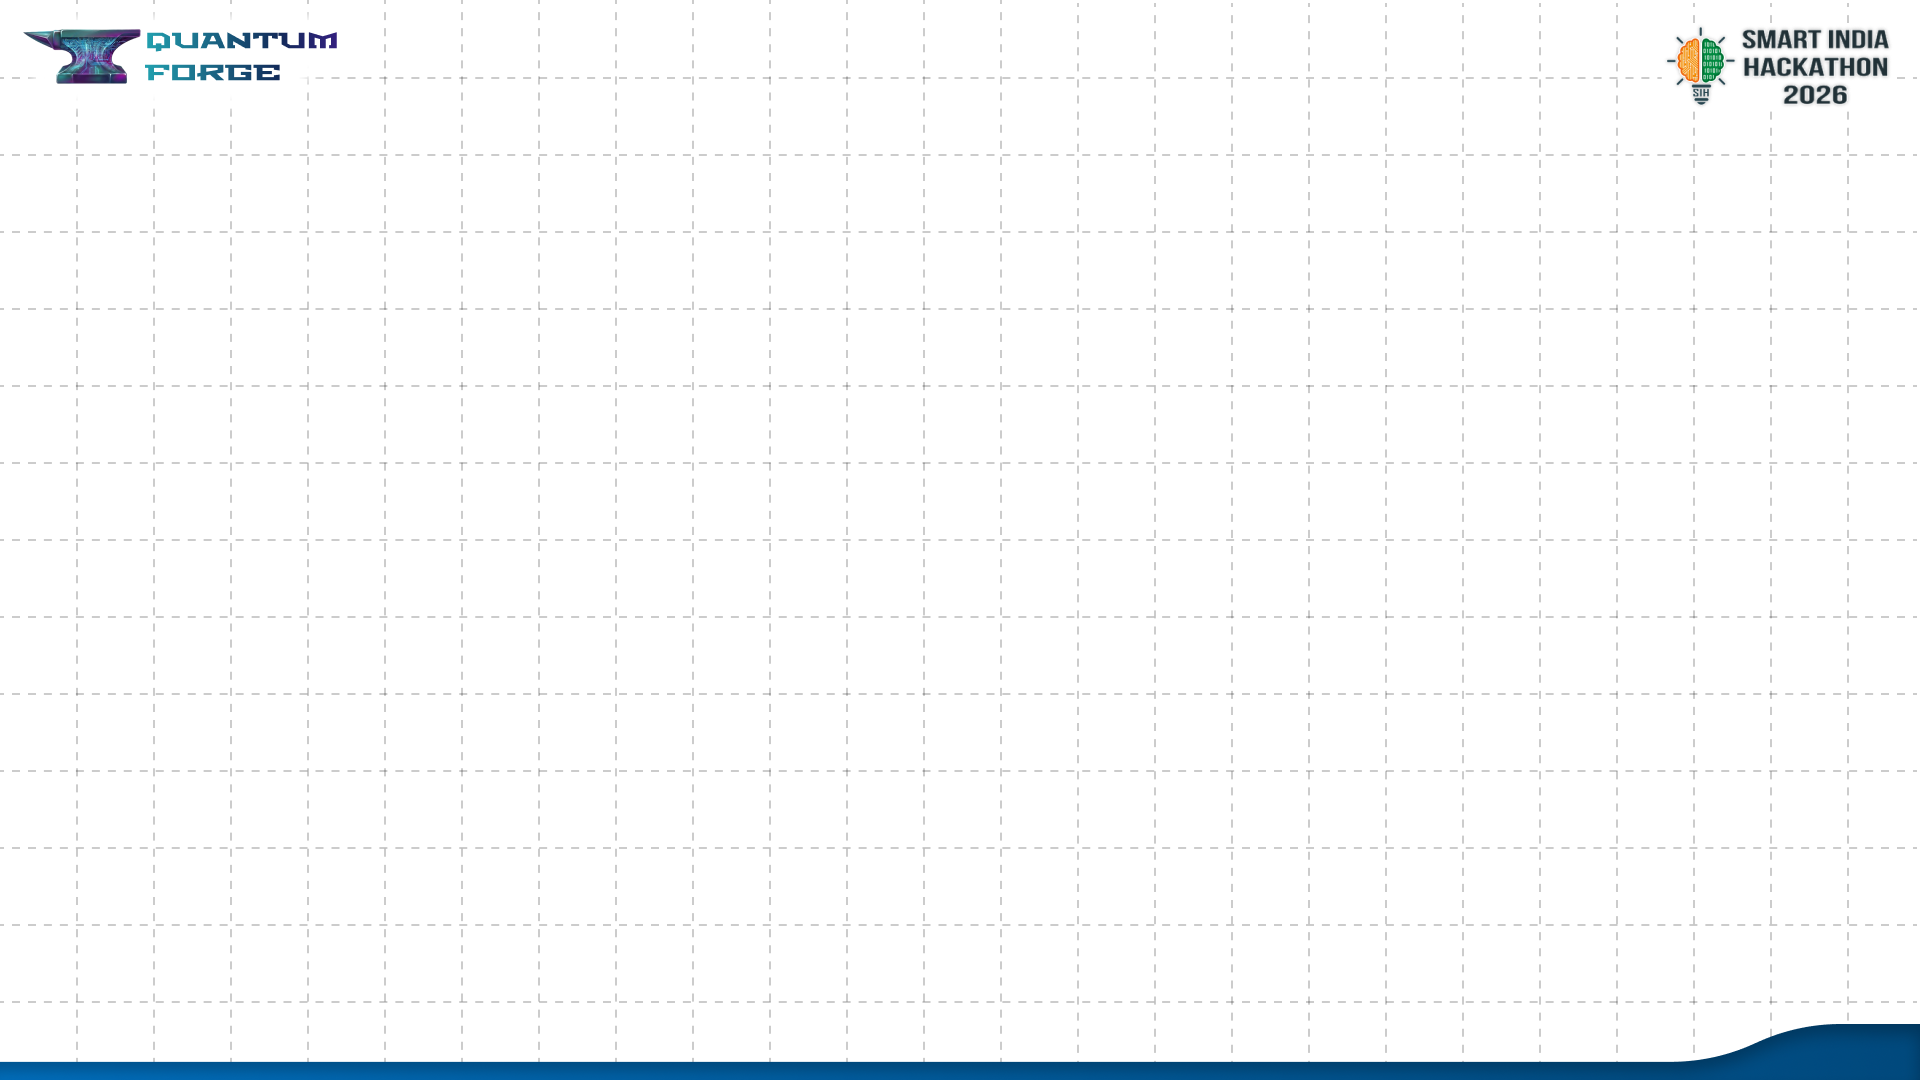 QUANTUM
FORGE
SMART INDIA
HACKATHON
2026
SIH